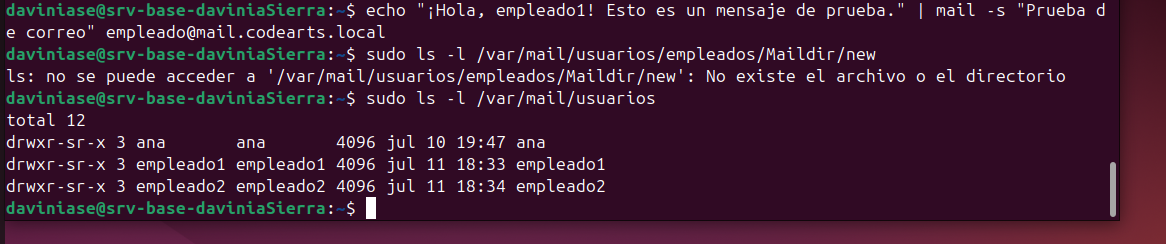 daviniase@srv-base-daviniaSierra:~$ echo "¡Hola, empleado1! Esto es un mensaje de prueba." | mail -s "Prueba d
e correo" empleado@mail.codearts.local
daviniase@srv-base-daviniaSierra:~$ sudo ls -l /var/mail/usuarios/empleados/Maildir/new
ls: no se puede acceder a '/var/mail/usuarios/empleados/Maildir/new': No existe el archivo o el directorio
daviniase@srv-base-daviniaSierra:~$ sudo ls -l /var/mail/usuarios
total 12
drwxr-sr-x 3 ana       ana       4096 jul 10 19:47 ana
drwxr-sr-x 3 empleado1 empleado1 4096 jul 11 18:33 empleado1
drwxr-sr-x 3 empleado2 empleado2 4096 jul 11 18:34 empleado2
daviniase@srv-base-daviniaSierra:~$